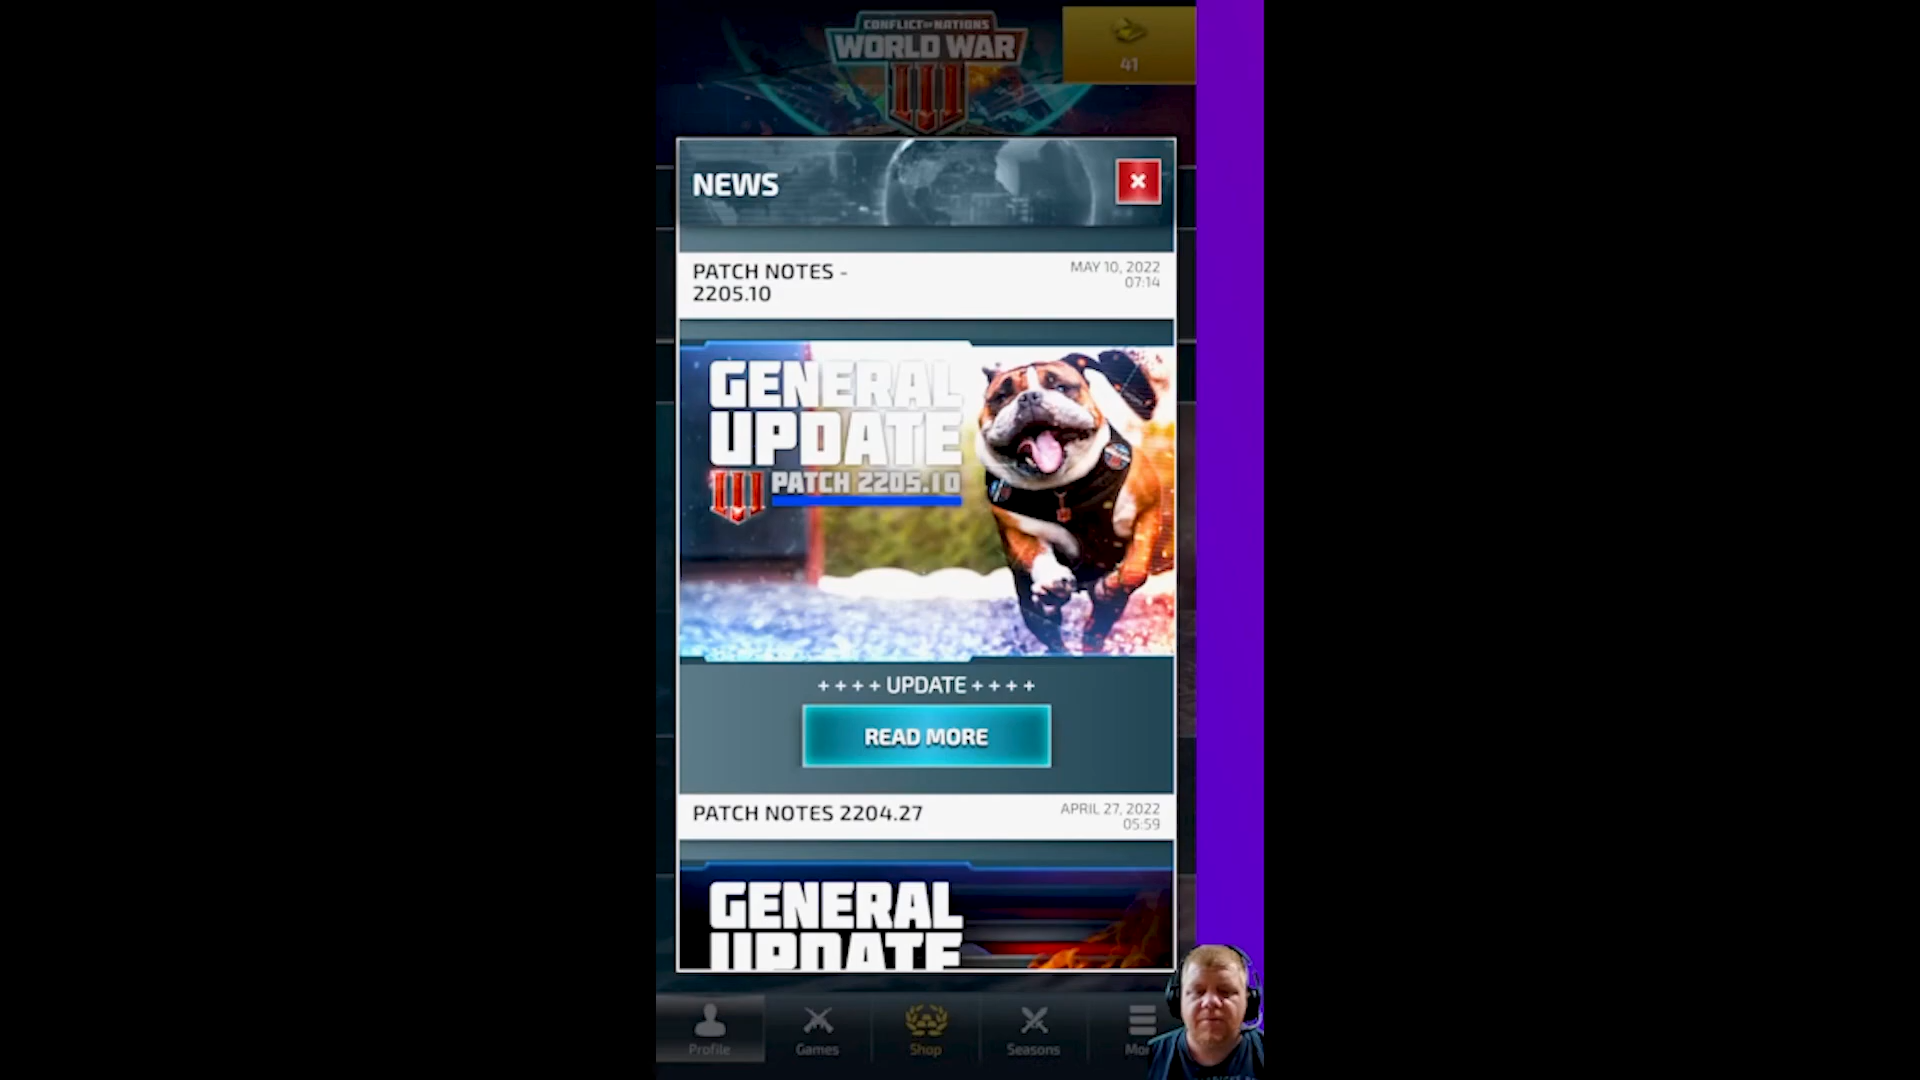 CONFLICT OF NATIONS
WORLD WAR
III
41
NEWS
PATCH NOTES -
2205.10
MAY 10, 2022
07:14
GENERAL
UPDATE
PATCH 2205.10
++++ UPDATE ++++
READ MORE
PATCH NOTES 2204.27
APRIL 27, 2022
05:59
GENERAL
UPDATE
Profile
Games
Shop
Seasons